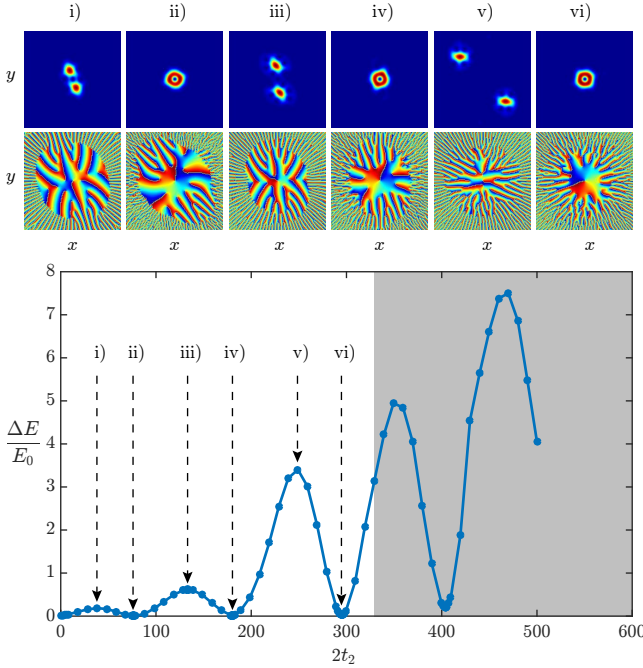 i) ii) iii) iv) v) vi)
y
y
x x x x x x
8
7
6
5
4
3
2
1
0
ΔE
E₀
i) ii) iii) iv) v) vi)
0 100 200 300 400 500 600
2t₂